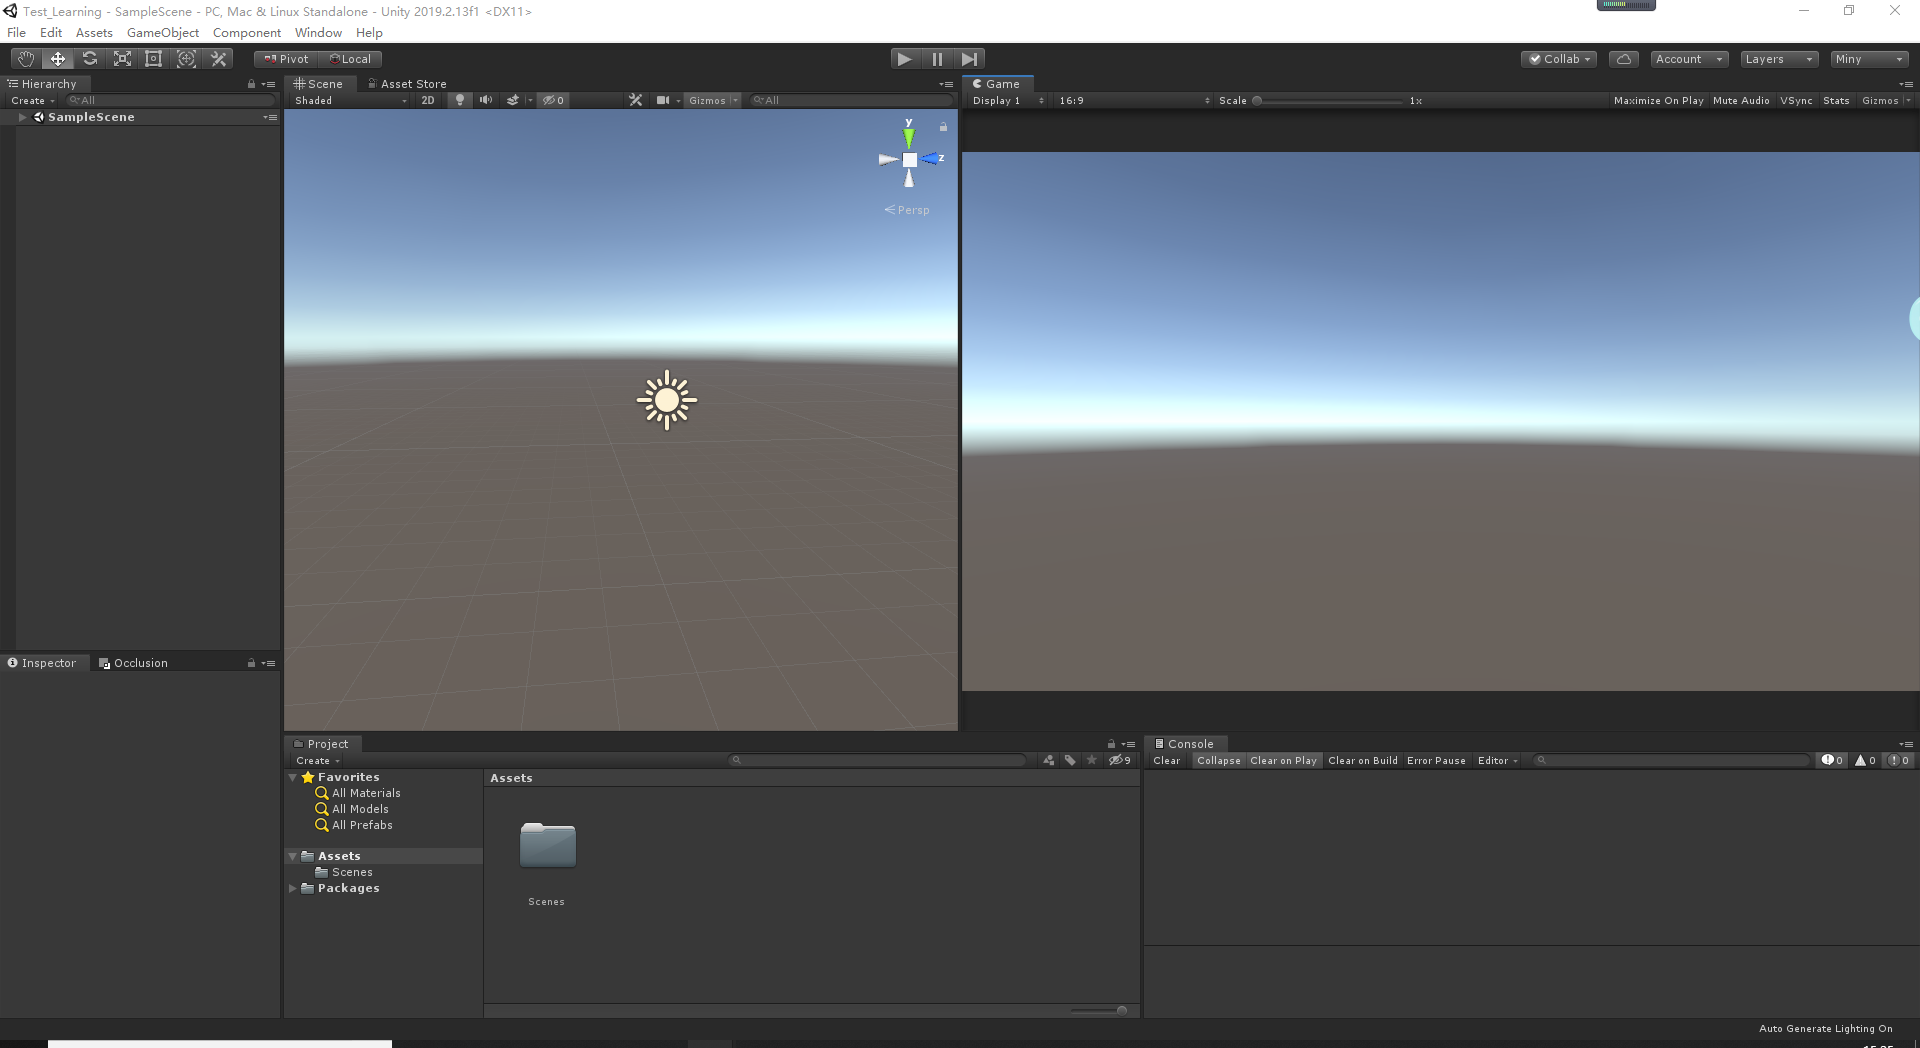 Test_Learning - SampleScene - PC, Mac & Linux Standalone - Unity 2019.2.13f1 <DX11>
File Edit Assets GameObject Component Window Help
Pivot Local Collab Account Layers Miny
Hierarchy
Create All
SampleScene
Scene Asset Store
Shaded 2D 0 Gizmos All
y
z
Persp
Game
Display 1 16:9 Scale 1x Maximize On Play Mute Audio VSync Stats Gizmos
Inspector Occlusion
Project
Create 9
Favorites
All Materials
All Models
All Prefabs
Assets
Scenes
Packages
Assets
Scenes
Console
Clear Collapse Clear on Play Clear on Build Error Pause Editor 0 0 0
Auto Generate Lighting On